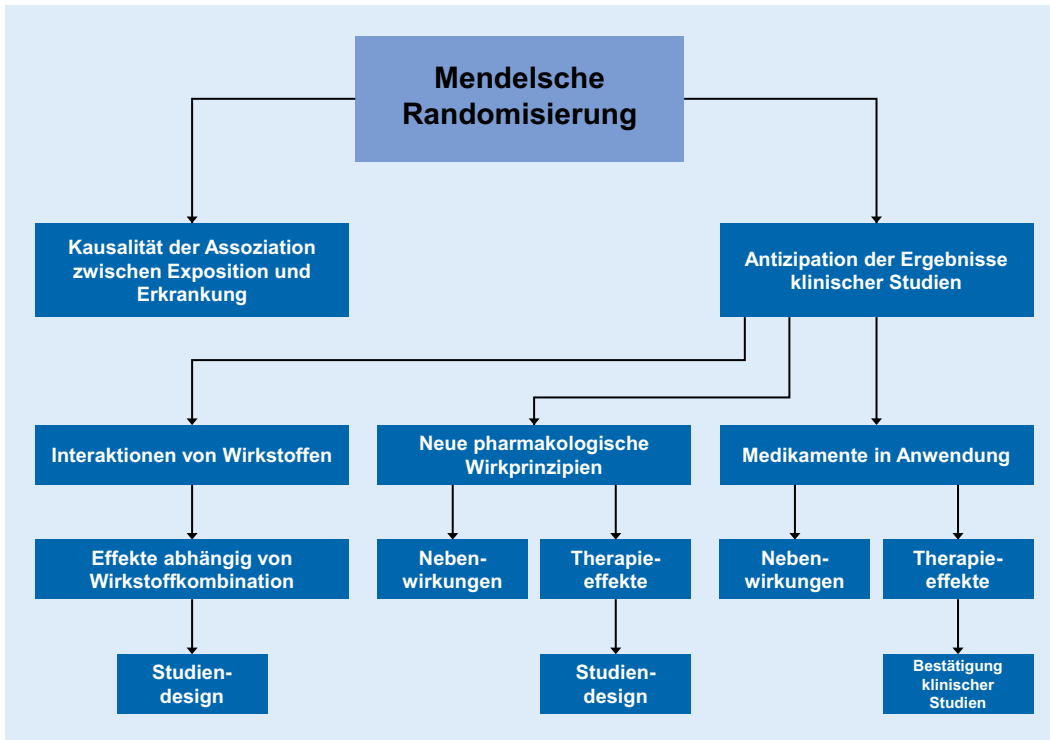 Mendelsche
Randomisierung
Kausalität der Assoziation
zwischen Exposition und
Erkrankung
Antizipation der Ergebnisse
klinischer Studien
Interaktionen von Wirkstoffen
Neue pharmakologische
Wirkprinzipien
Medikamente in Anwendung
Effekte abhängig von
Wirkstoffkombination
Neben-
wirkungen
Therapie-
effekte
Neben-
wirkungen
Therapie-
effekte
Studien-
design
Studien-
design
Bestätigung
klinischer
Studien